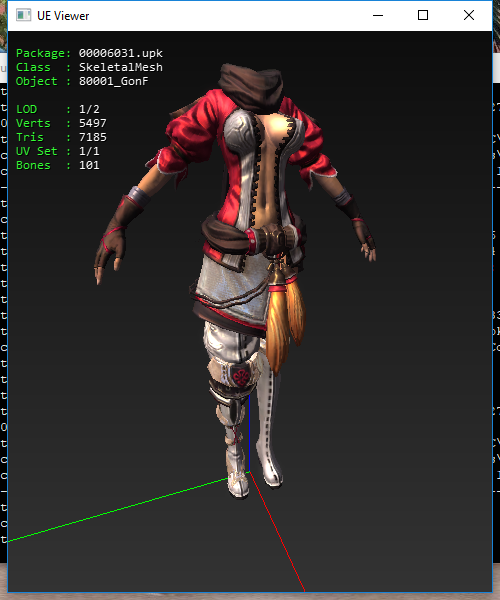 UE Viewer
Package: 00006031.upk
Class : SkeletalMesh
Object : 80001_GonF
LOD : 1/2
Verts : 5497
Tris : 7185
UV Set : 1/1
Bones : 101